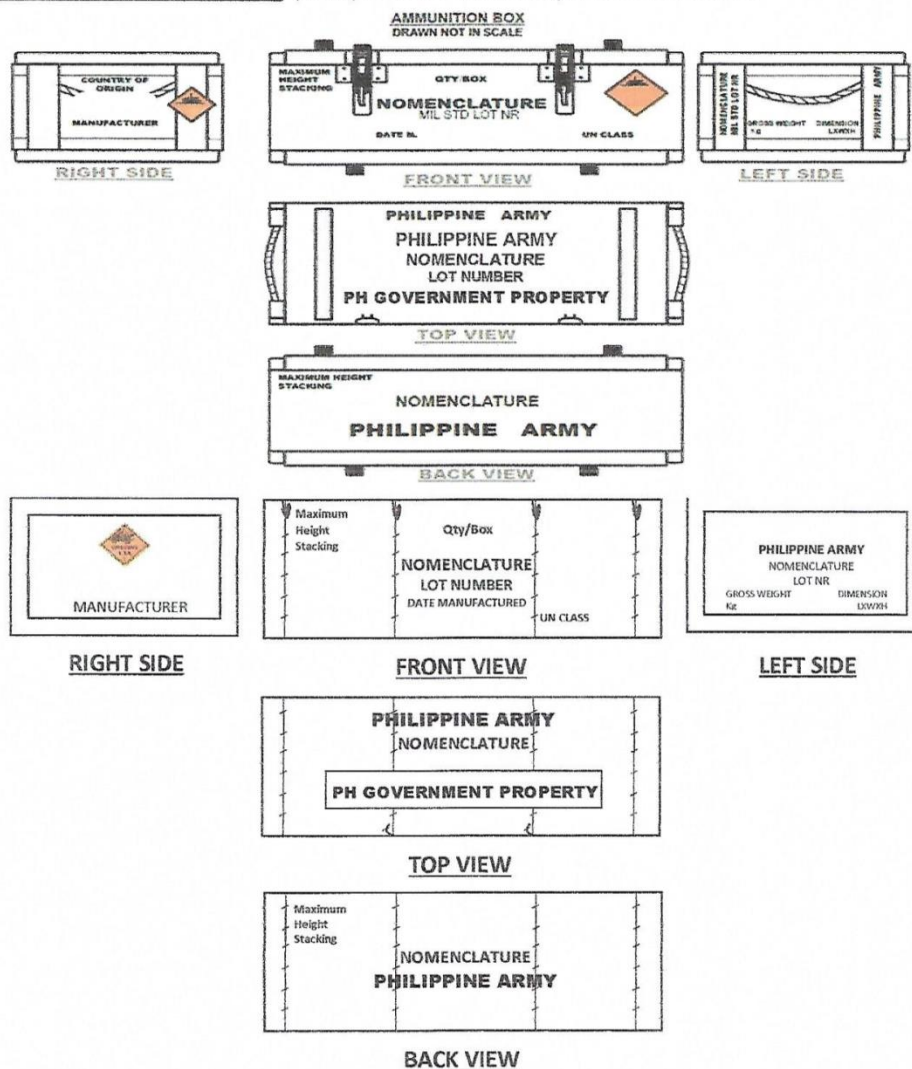 AMMUNITION BOX
DRAWN NOT IN SCALE
COUNTRY OF
ORIGIN
MANUFACTURER
RIGHT SIDE
MAXIMUM
HEIGHT
STACKING
QTY/BOX
NOMENCLATURE
MIL STD LOT NR
DATE M.
UN CLASS
FRONT VIEW
NOMENCLATURE
MIL STD LOT NR
GROSS WEIGHT
Kg
DIMENSION
LXWXH
PHILIPPINE ARMY
LEFT SIDE
PHILIPPINE ARMY
PHILIPPINE ARMY
NOMENCLATURE
LOT NUMBER
PH GOVERNMENT PROPERTY
TOP VIEW
MAXIMUM HEIGHT
STACKING
NOMENCLATURE
PHILIPPINE ARMY
BACK VIEW
MANUFACTURER
RIGHT SIDE
Maximum
Height
Stacking
Qty/Box
NOMENCLATURE
LOT NUMBER
DATE MANUFACTURED
UN CLASS
FRONT VIEW
PHILIPPINE ARMY
NOMENCLATURE
LOT NR
GROSS WEIGHT DIMENSION
Kg LXWXH
LEFT SIDE
PHILIPPINE ARMY
NOMENCLATURE
PH GOVERNMENT PROPERTY
TOP VIEW
Maximum
Height
Stacking
NOMENCLATURE
PHILIPPINE ARMY
BACK VIEW